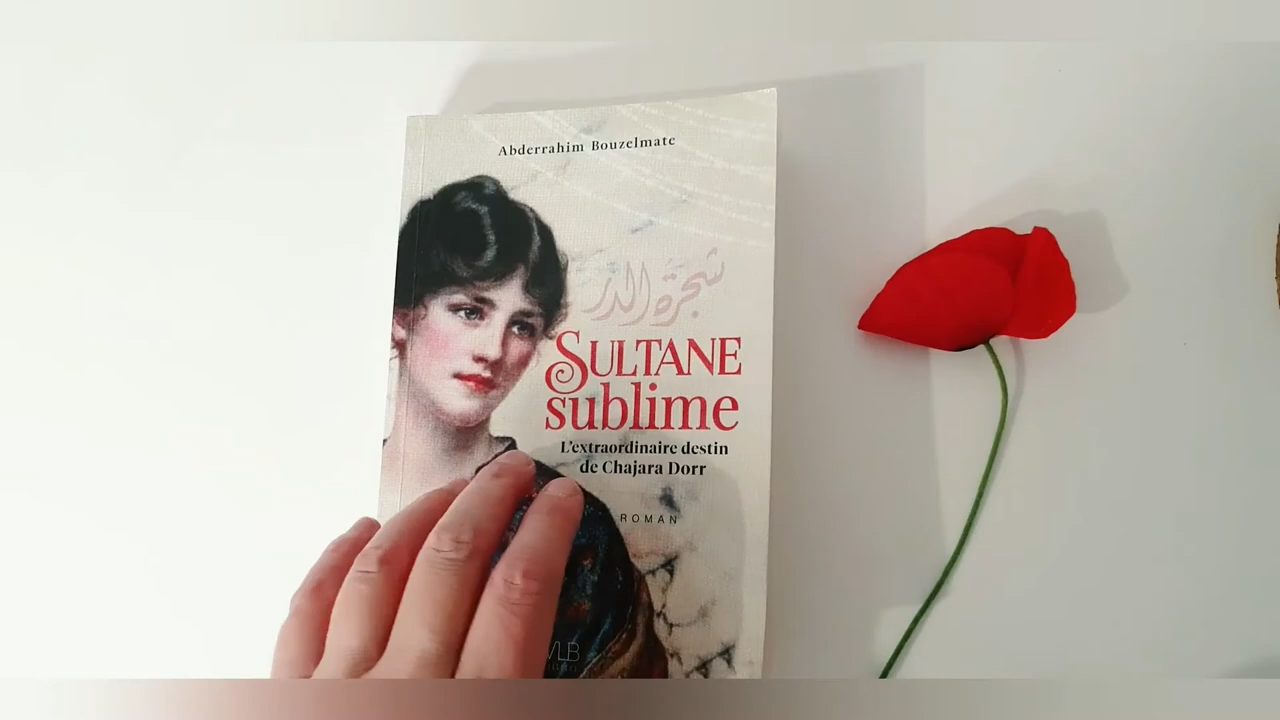 Abderrahim Bouzelmate
شجرة الدر
SULTANE
sublime
L'extraordinaire destin
de Chajara Dorr
ROMAN